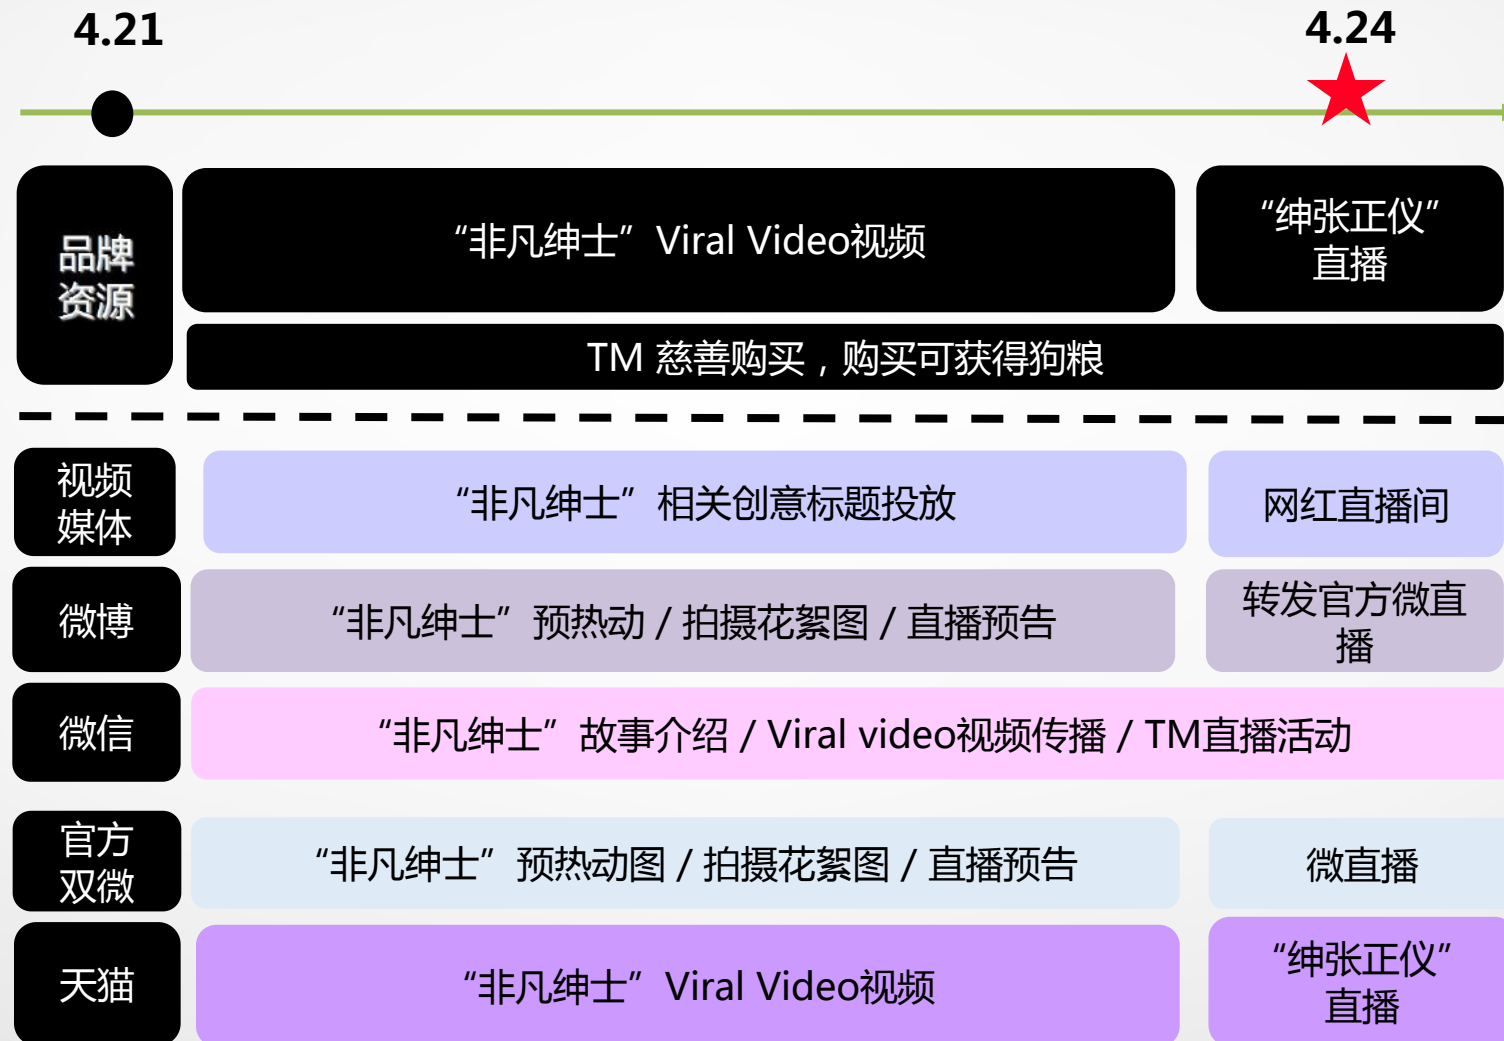 4.21
4.24
品牌
资源
“非凡绅士”Viral Video视频
“绅张正仪”
直播
TM 慈善购买，购买可获得狗粮
视频
媒体
“非凡绅士”相关创意标题投放
网红直播间
微博
“非凡绅士”预热动 / 拍摄花絮图 / 直播预告
转发官方微直
播
微信
“非凡绅士”故事介绍 / Viral video视频传播 / TM直播活动
官方
双微
“非凡绅士”预热动图 / 拍摄花絮图 / 直播预告
微直播
天猫
“非凡绅士”Viral Video视频
“绅张正仪”
直播